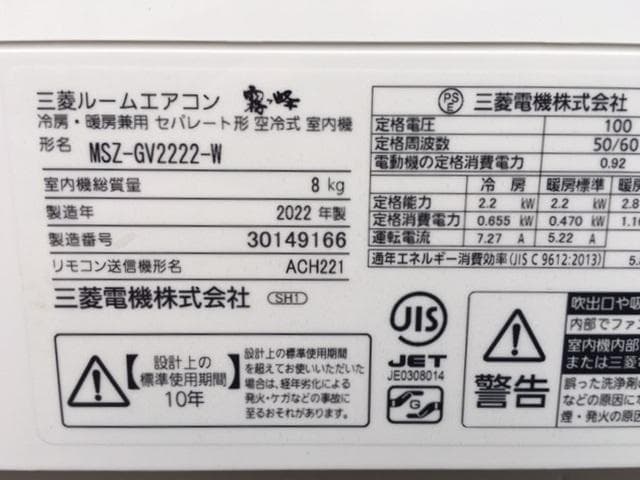 三菱ルームエアコン 霧ヶ峰
冷房・暖房兼用 セパレート形 空冷式 室内機
形名 MSZ-GV2222-W
室内機総質量 8 kg
製造年 2022 年製
製造番号 30149166
リモコン送信機形名 ACH221
三菱電機株式会社 SH1
設計上の
標準使用期間
10年
設計上の標準使用期間
を超えてお使いいただいた
場合は、経年劣化による
発火・ケガなどの事故に
至るおそれがあります。
PSE 三菱電機株式会社
定格電圧 100
定格周波数 50/60
電動機の定格消費電力 0.92
冷 房 暖房標準 暖房
定格能力 2.2 kW 2.2 kW 2.8
定格消費電力 0.655 kW 0.470 kW 1.1
運転電流 7.27 A 5.22 A
通年エネルギー消費効率(JIS C 9612:2013) 5.
JIS
JET
JE0308014
警告
吹出口や
内部でファ
室内機内部
または三菱
誤った洗浄剤
などの原因に
煙・発火の原因